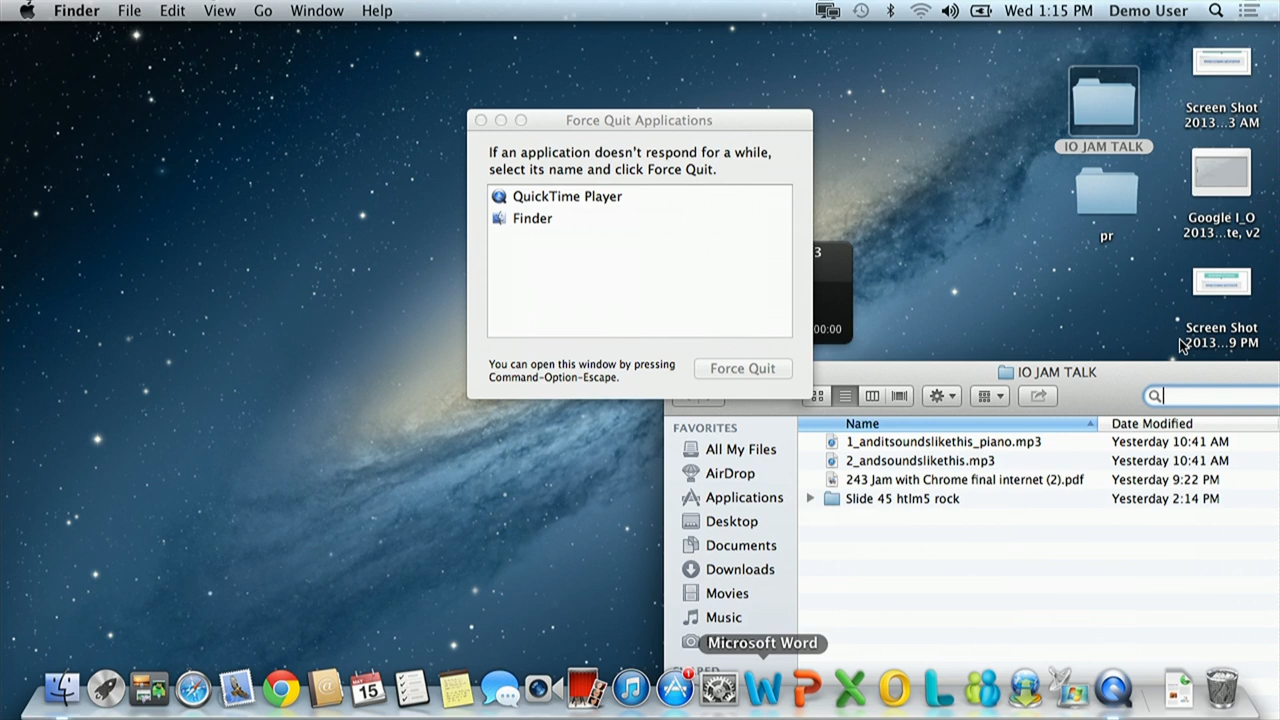 Finder File Edit View Go Window Help
Wed 1:15 PM Demo User
Screen Shot
2013...3 AM
IO JAM TALK
Google I_O
2013...te, v2
pr
Screen Shot
2013...9 PM
Force Quit Applications
If an application doesn't respond for a while,
select its name and click Force Quit.
QuickTime Player
Finder
You can open this window by pressing
Command-Option-Escape.
Force Quit
3
00:00
IO JAM TALK
Name Date Modified
1_anditsoundslikethis_piano.mp3 Yesterday 10:41 AM
2_andsoundslikethis.mp3 Yesterday 10:41 AM
243 Jam with Chrome final internet (2).pdf Yesterday 9:22 PM
Slide 45 htlm5 rock Yesterday 2:14 PM
FAVORITES
All My Files
AirDrop
Applications
Desktop
Documents
Downloads
Movies
Music
Microsoft Word
MAY
15
1